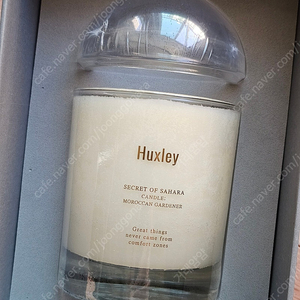 Huxley
SECRET OF SAHARA
CANDLE;
MOROCCAN GARDENER
Great things
never came from
comfort zones